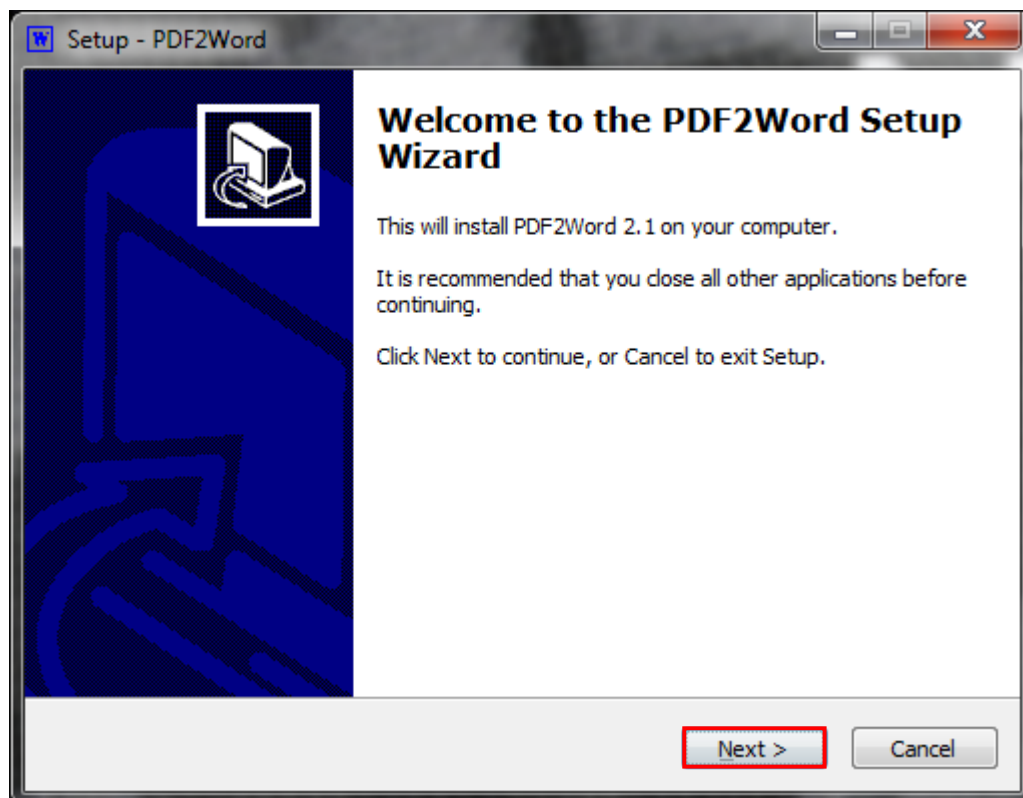 W Setup - PDF2Word
Welcome to the PDF2Word Setup
Wizard
This will install PDF2Word 2.1 on your computer.
It is recommended that you close all other applications before
continuing.
Click Next to continue, or Cancel to exit Setup.
Next > Cancel